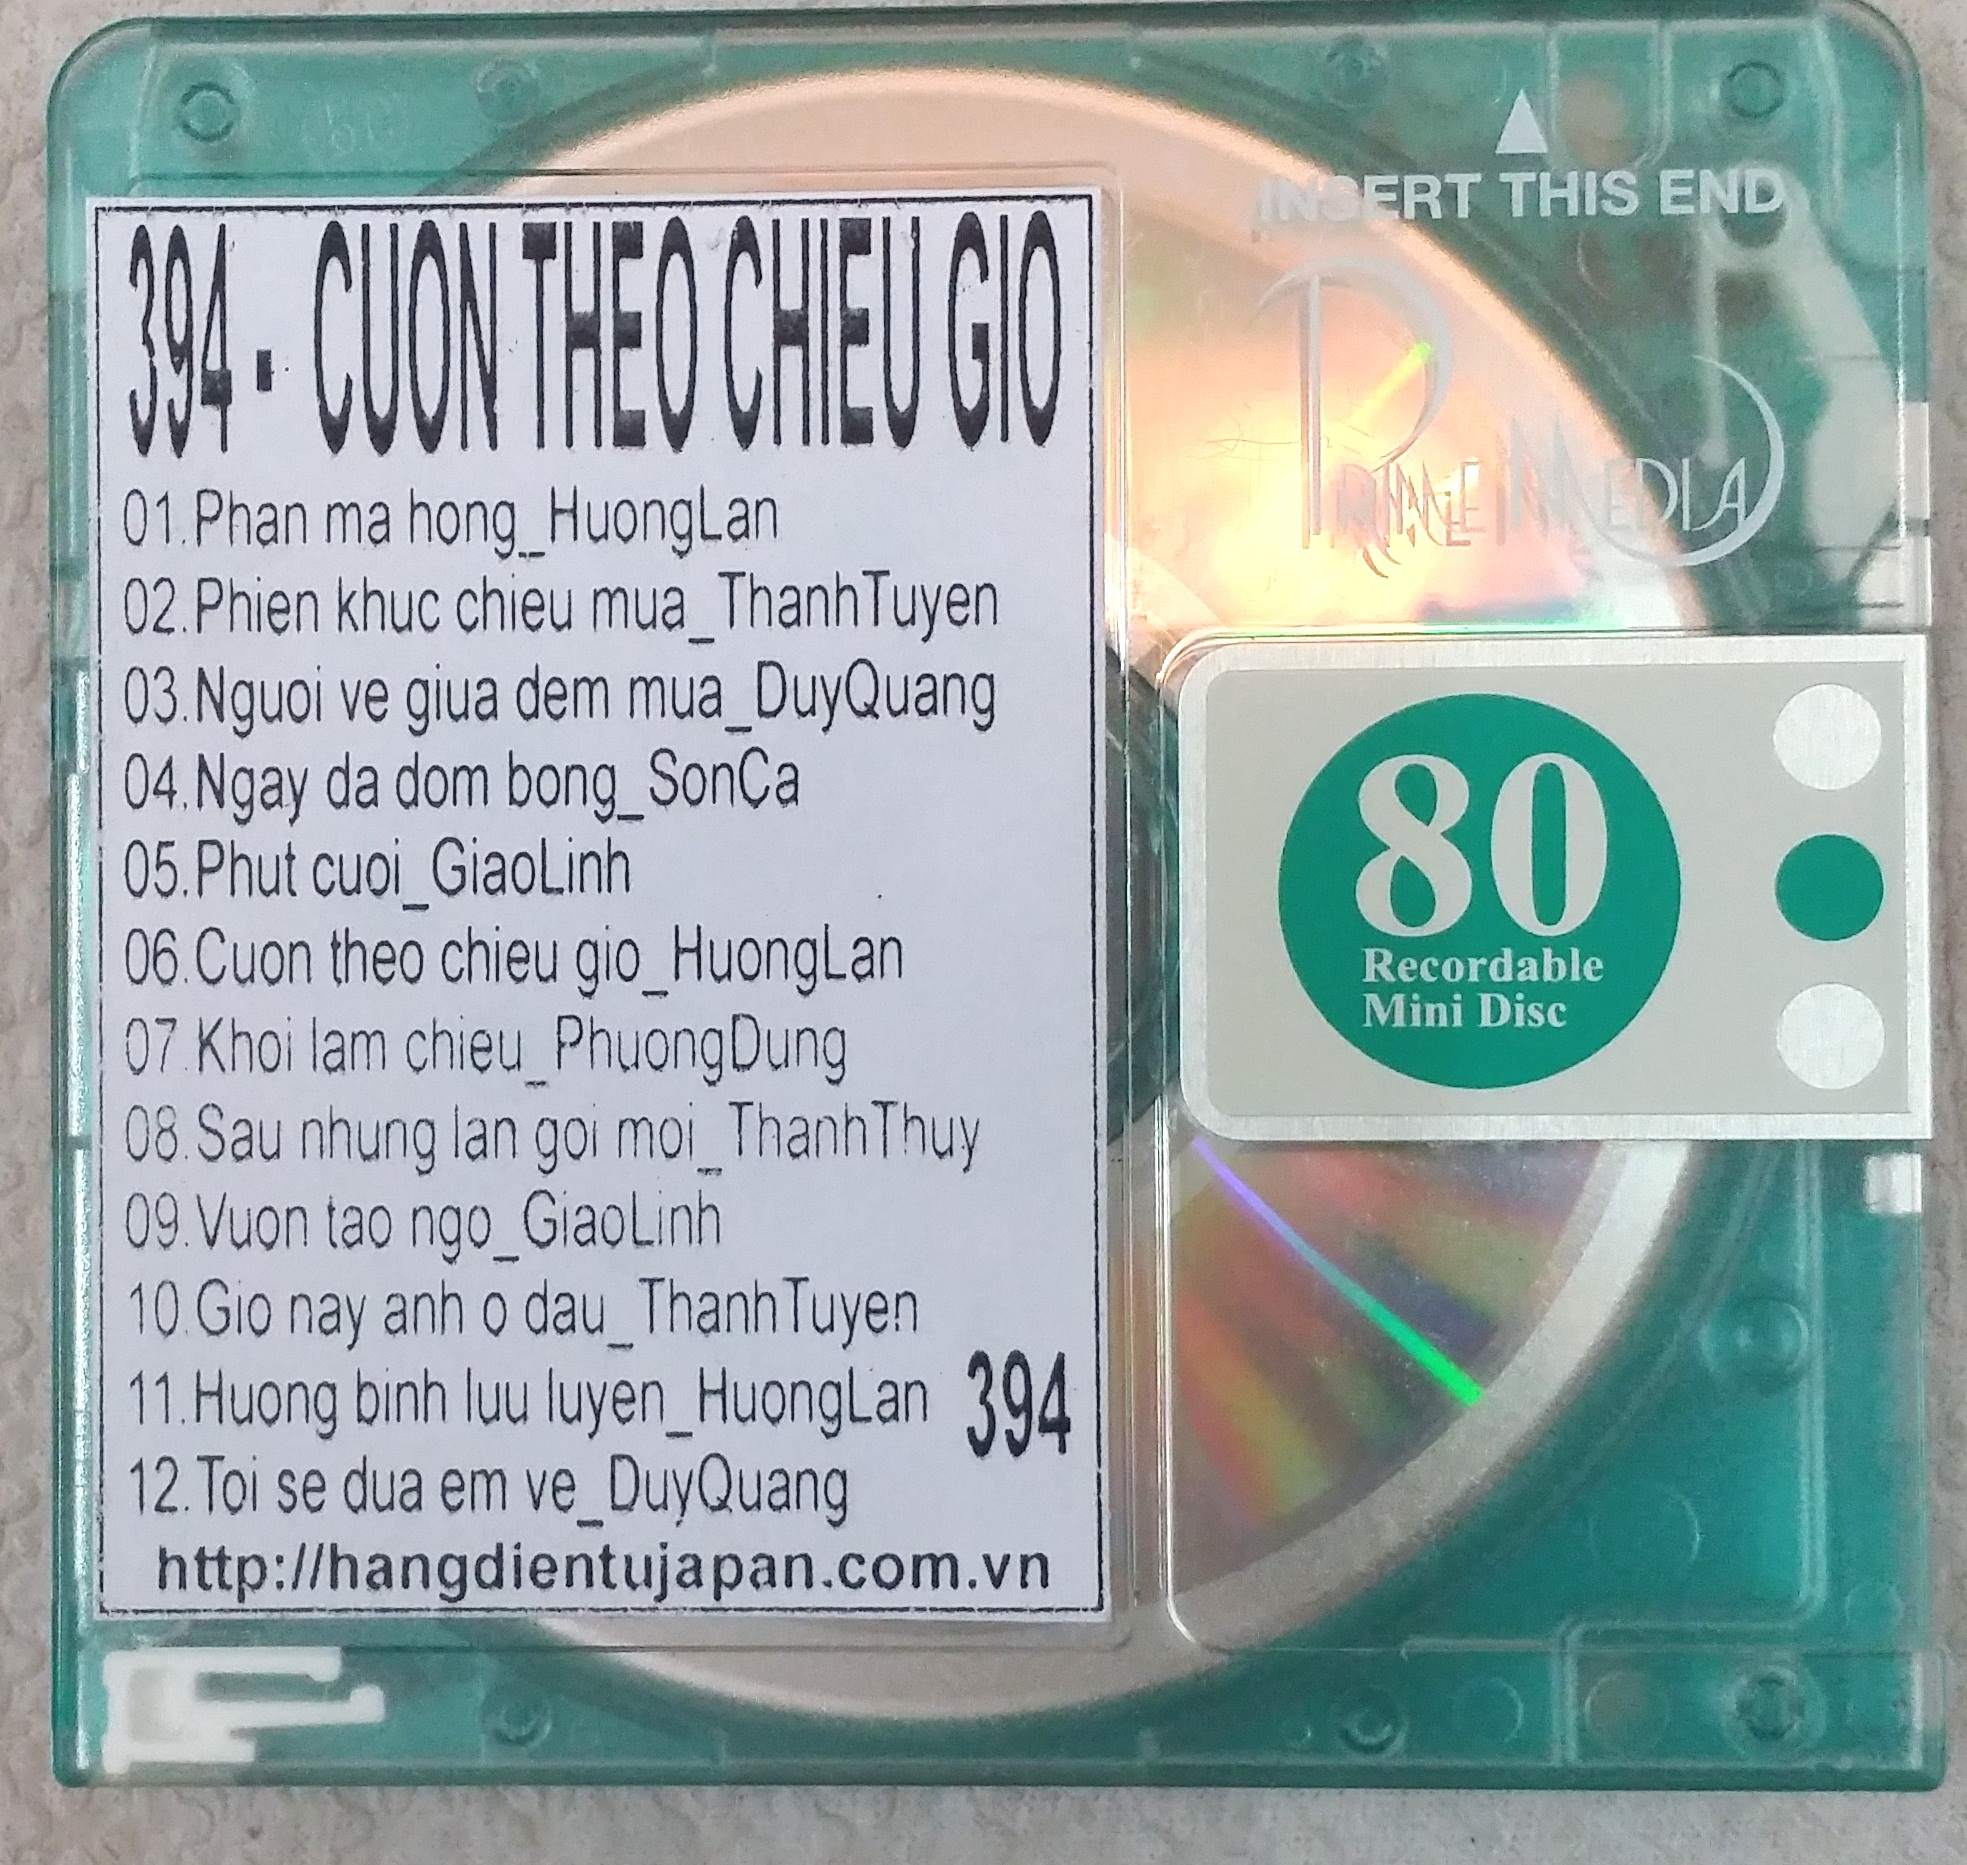 394 - CUON THEO CHIEU GIO
01.Phan ma hong_HuongLan
02.Phien khuc chieu mua_ThanhTuyen
03.Nguoi ve giua dem mua_DuyQuang
04.Ngay da dom bong_SonCa
05.Phut cuoi_GiaoLinh
06.Cuon theo chieu gio_HuongLan
07.Khoi lam chieu_PhuongDung
08.Sau nhung lan goi moi_ThanhThuy
09.Vuon tao ngo_GiaoLinh
10.Gio nay anh o dau_ThanhTuyen
11.Huong binh luu luyen_HuongLan
394
12.Toi se dua em ve_DuyQuang
http://hangdientujapan.com.vn
INSERT THIS END
PRIME MEDIA
80
Recordable
Mini Disc